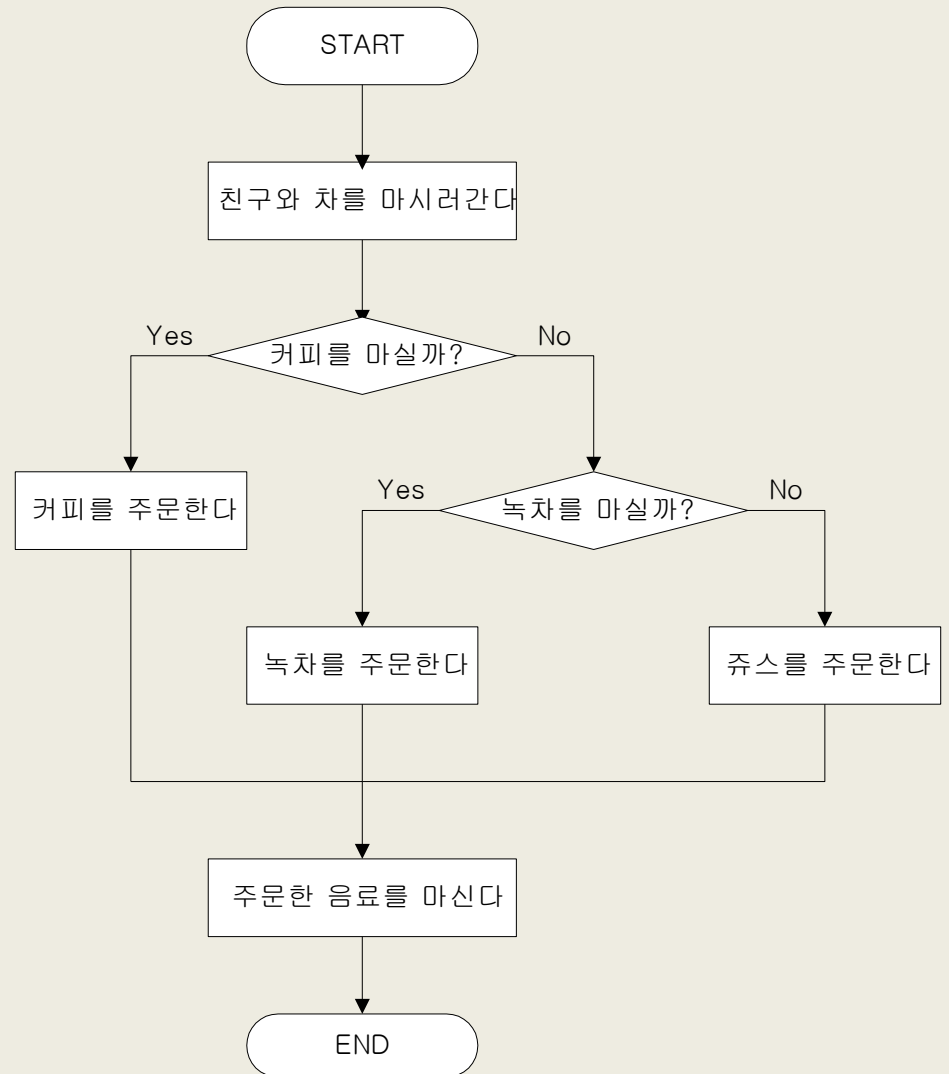 START
친구와 차를 마시러간다
Yes
커피를 마실까?
No
커피를 주문한다
Yes
녹차를 마실까?
No
녹차를 주문한다
쥬스를 주문한다
주문한 음료를 마신다
END